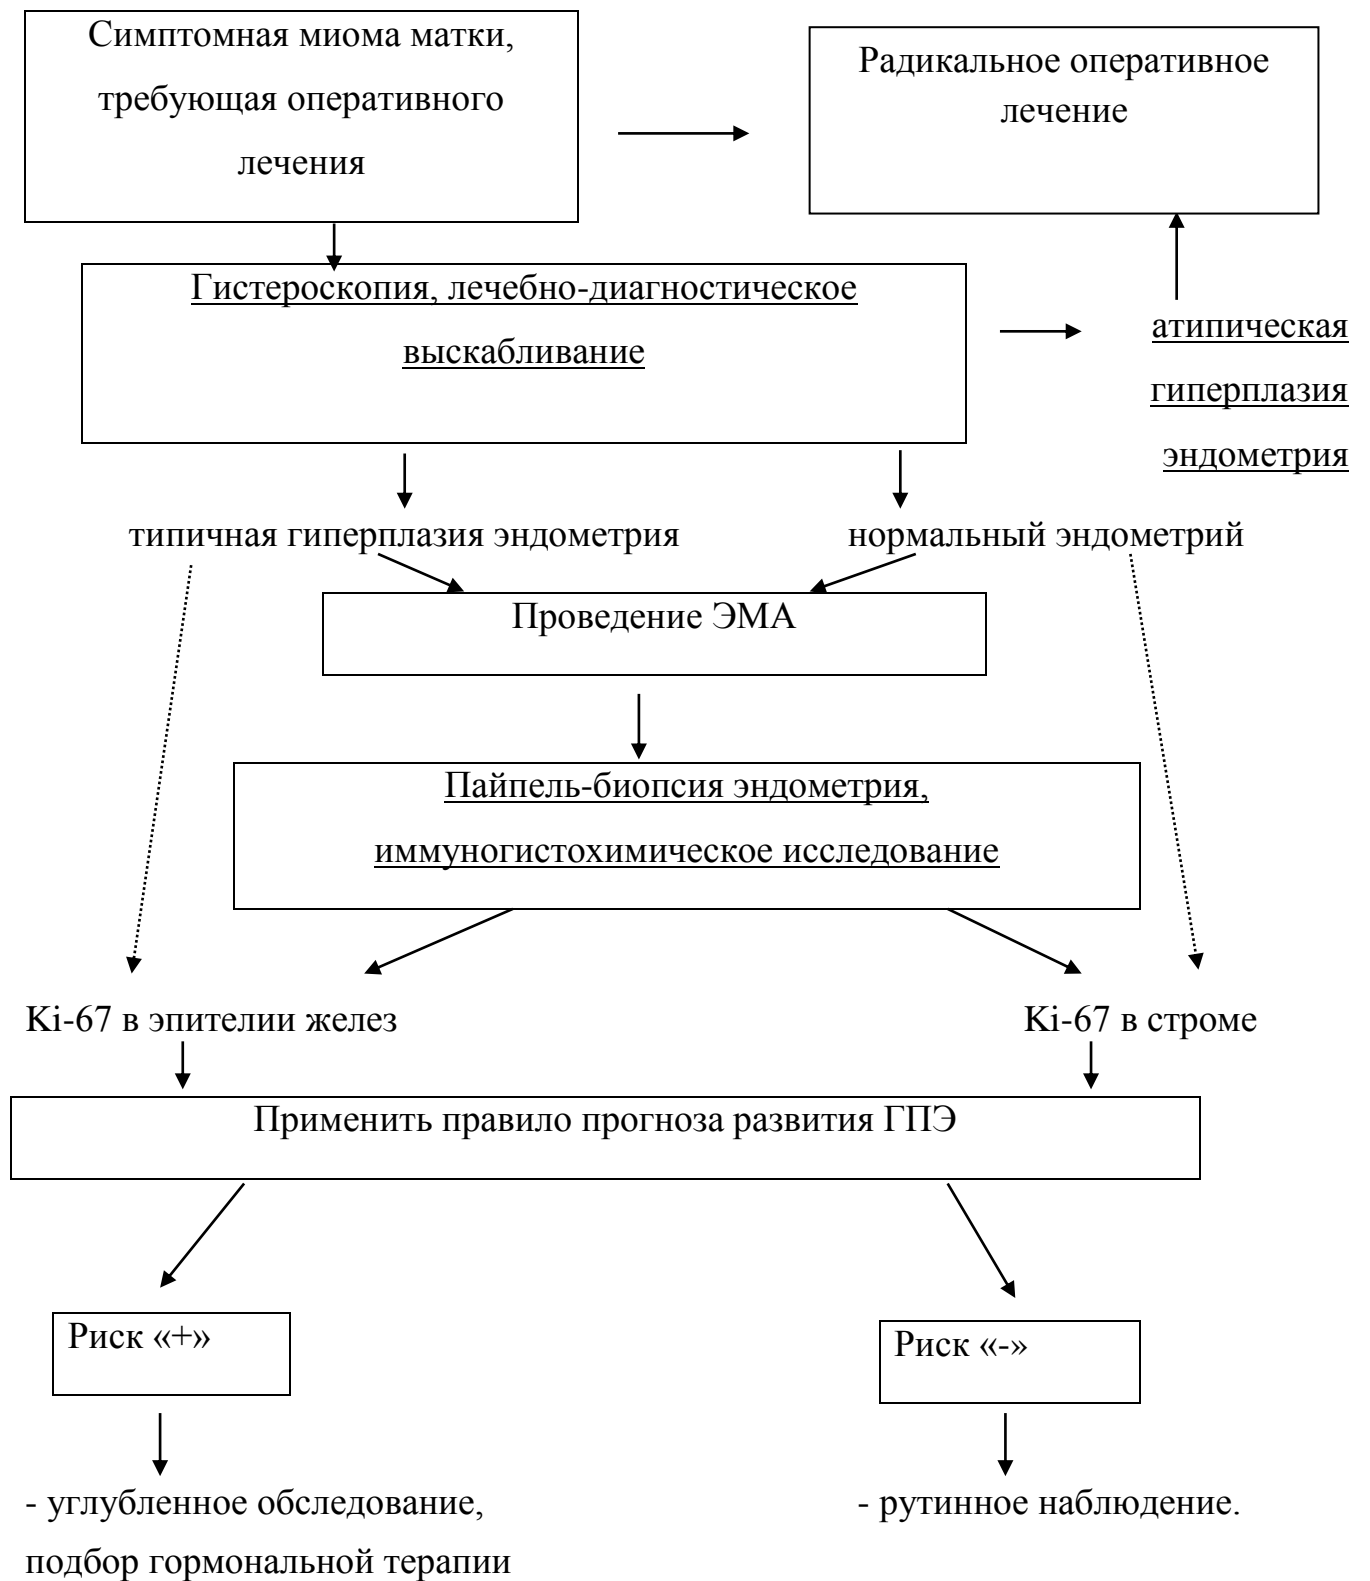 Симптомная миома матки,
требующая оперативного
лечения
Радикальное оперативное
лечение
Гистероскопия, лечебно-диагностическое
выскабливание
атипическая
гиперплазия
эндометрия
типичная гиперплазия эндометрия
нормальный эндометрий
Проведение ЭМА
Пайпель-биопсия эндометрия,
иммуногистохимическое исследование
Ki-67 в эпителии желез
Ki-67 в строме
Применить правило прогноза развития ГПЭ
Риск «+»
Риск «-»
- углубленное обследование,
подбор гормональной терапии
- рутинное наблюдение.